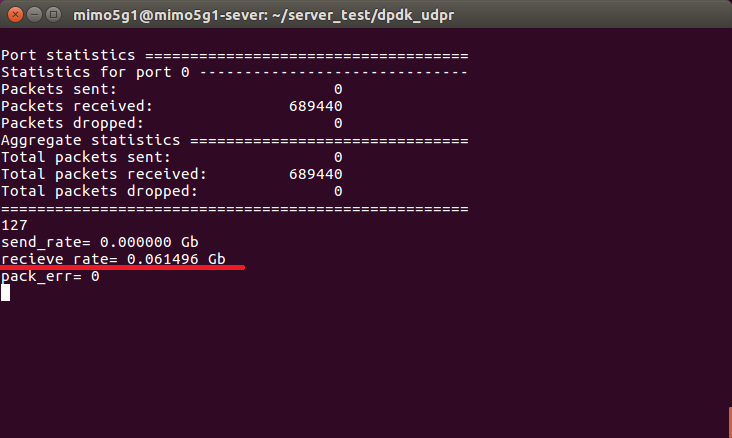 mimo5g1@mimo5g1-sever: ~/server_test/dpdk_udpr
Port statistics ====================================
Statistics for port 0 ------------------------------
Packets sent: 0
Packets received: 689440
Packets dropped: 0
Aggregate statistics ===============================
Total packets sent: 0
Total packets received: 689440
Total packets dropped: 0
====================================================
127
send_rate= 0.000000 Gb
recieve_rate= 0.061496 Gb
pack_err= 0